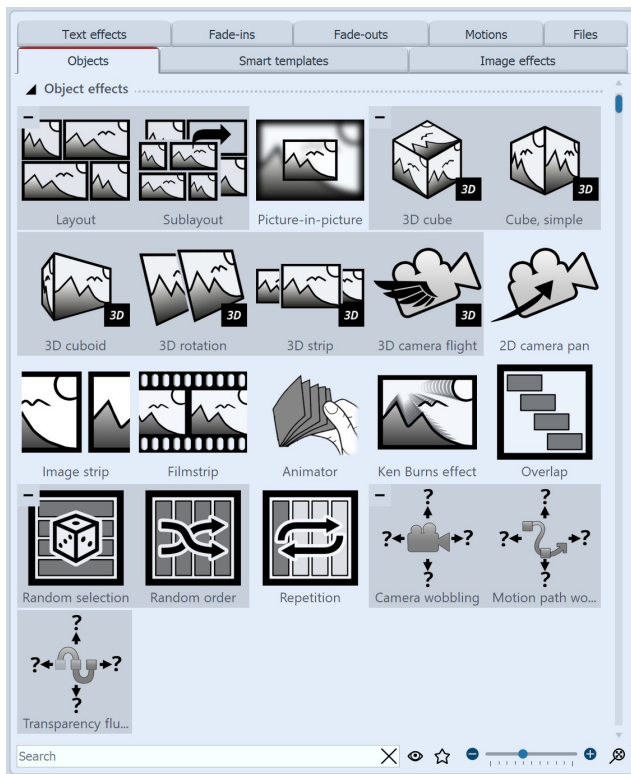 Text effects Fade-ins Fade-outs Motions Files
Objects Smart templates Image effects
Object effects
Layout Sublayout Picture-in-picture 3D cube 3D Cube, simple 3D
3D cuboid 3D 3D rotation 3D 3D strip 3D 3D camera flight 3D 2D camera pan
Image strip Filmstrip Animator Ken Burns effect Overlap
Random selection Random order Repetition Camera wobbling ? ? ? ? Motion path wo... ? ? ? ?
Transparency flu... ? ? ? ?
Search